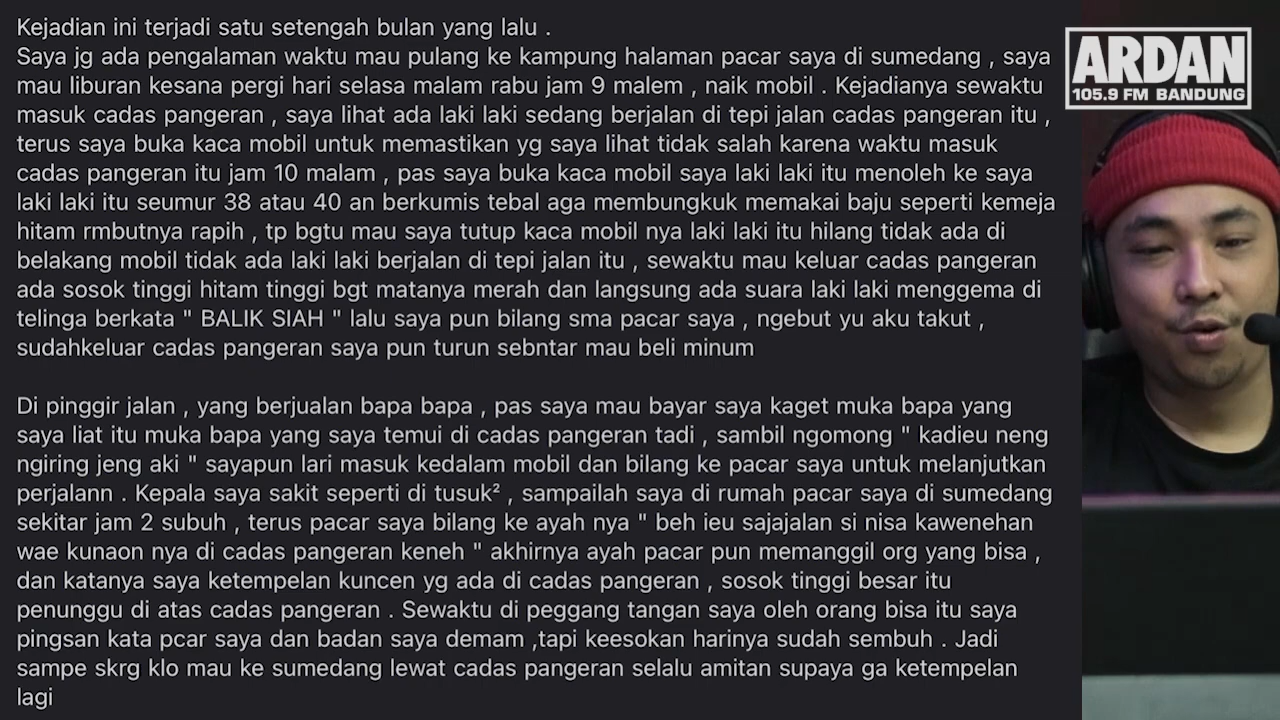 Kejadian ini terjadi satu setengah bulan yang lalu .
Saya jg ada pengalaman waktu mau pulang ke kampung halaman pacar saya di sumedang , saya
mau liburan kesana pergi hari selasa malam rabu jam 9 malem , naik mobil . Kejadianya sewaktu
masuk cadas pangeran , saya lihat ada laki laki sedang berjalan di tepi jalan cadas pangeran itu ,
terus saya buka kaca mobil untuk memastikan yg saya lihat tidak salah karena waktu masuk
cadas pangeran itu jam 10 malam , pas saya buka kaca mobil saya laki laki itu menoleh ke saya
laki laki itu seumur 38 atau 40 an berkumis tebal aga membungkuk memakai baju seperti kemeja
hitam rmbutnya rapih , tp bgtu mau saya tutup kaca mobil nya laki laki itu hilang tidak ada di
belakang mobil tidak ada laki laki berjalan di tepi jalan itu , sewaktu mau keluar cadas pangeran
ada sosok tinggi hitam tinggi bgt matanya merah dan langsung ada suara laki laki menggema di
telinga berkata " BALIK SIAH " lalu saya pun bilang sma pacar saya , ngebut yu aku takut ,
sudahkeluar cadas pangeran saya pun turun sebntar mau beli minum
Di pinggir jalan , yang berjualan bapa bapa , pas saya mau bayar saya kaget muka bapa yang
saya liat itu muka bapa yang saya temui di cadas pangeran tadi , sambil ngomong " kadieu neng
ngiring jeng aki " sayapun lari masuk kedalam mobil dan bilang ke pacar saya untuk melanjutkan
perjalann . Kepala saya sakit seperti di tusuk² , sampailah saya di rumah pacar saya di sumedang
sekitar jam 2 subuh , terus pacar saya bilang ke ayah nya " beh ieu sajajalan si nisa kawenehan
wae kunaon nya di cadas pangeran keneh " akhirnya ayah pacar pun memanggil org yang bisa ,
dan katanya saya ketempelan kuncen yg ada di cadas pangeran , sosok tinggi besar itu
penunggu di atas cadas pangeran . Sewaktu di peggang tangan saya oleh orang bisa itu saya
pingsan kata pcar saya dan badan saya demam ,tapi keesokan harinya sudah sembuh . Jadi
sampe skrg klo mau ke sumedang lewat cadas pangeran selalu amitan supaya ga ketempelan
lagi
ARDAN
105.9 FM BANDUNG